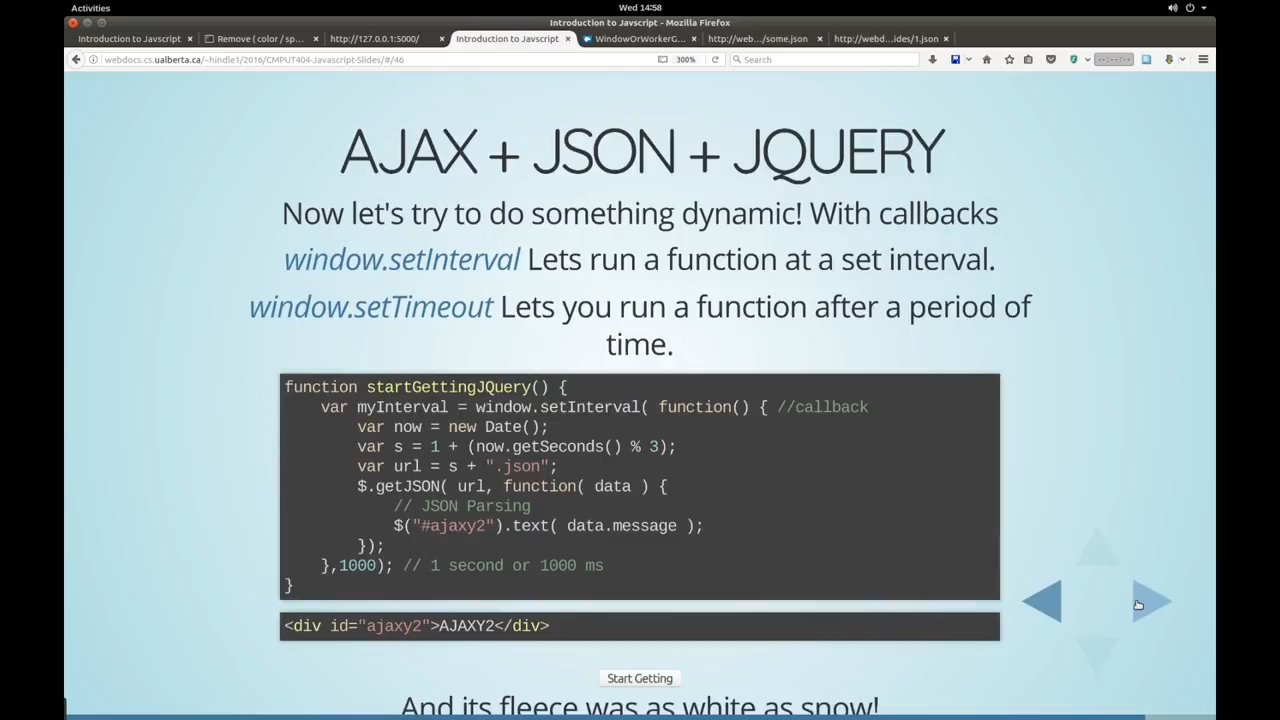 Activities
Wed 14:58
Introduction to Javscript - Mozilla Firefox
Introduction to Javscript
Remove ( color / sp...
http://127.0.0.1:5000/
Introduction to Javscript
WindowOrWorkerG...
http://web.../some.json
http://webd...ides/1.json
webdocs.cs.ualberta.ca/~hindle1/2016/CMPUT404-Javascript-Slides/#/46
300%
Search
AJAX + JSON + JQUERY
Now let's try to do something dynamic! With callbacks
window.setInterval Lets run a function at a set interval.
window.setTimeout Lets you run a function after a period of
time.
function startGettingJQuery() {
    var myInterval = window.setInterval( function() { //callback
        var now = new Date();
        var s = 1 + (now.getSeconds() % 3);
        var url = s + ".json";
        $.getJSON( url, function( data ) {
            // JSON Parsing
            $("#ajaxy2").text( data.message );
        });
    },1000); // 1 second or 1000 ms
}
<div id="ajaxy2">AJAXY2</div>
Start Getting
And its fleece was as white as snow!